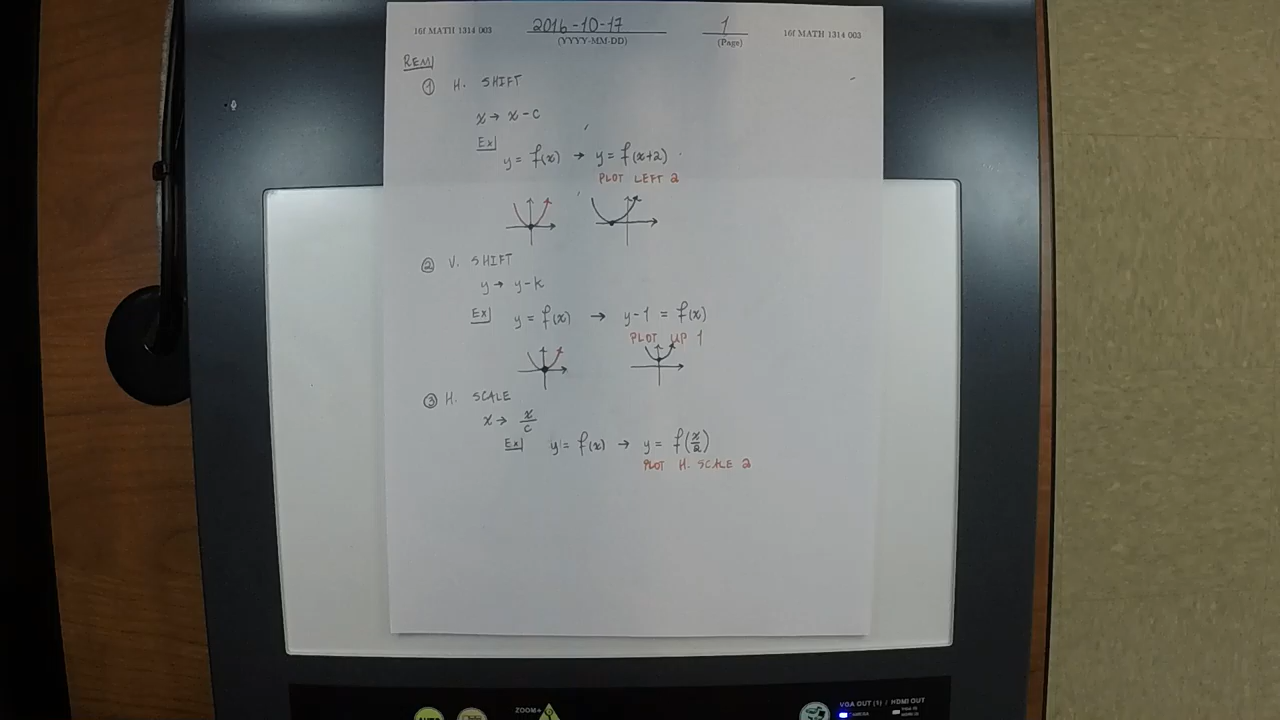 16f MATH 1314 003 2016-10-17 1 16f MATH 1314 003
(YYYY-MM-DD) (Page)
REM
① H. SHIFT
x → x - c
Ex
y = f(x) → y = f(x+2)
PLOT LEFT 2
② V. SHIFT
y → y - k
Ex y = f(x) → y - 1 = f(x)
PLOT UP 1
③ H. SCALE
x → x/c
Ex y = f(x) → y = f(x/2)
PLOT H. SCALE 2
ZOOM+
VGA OUT (1) / HDMI OUT